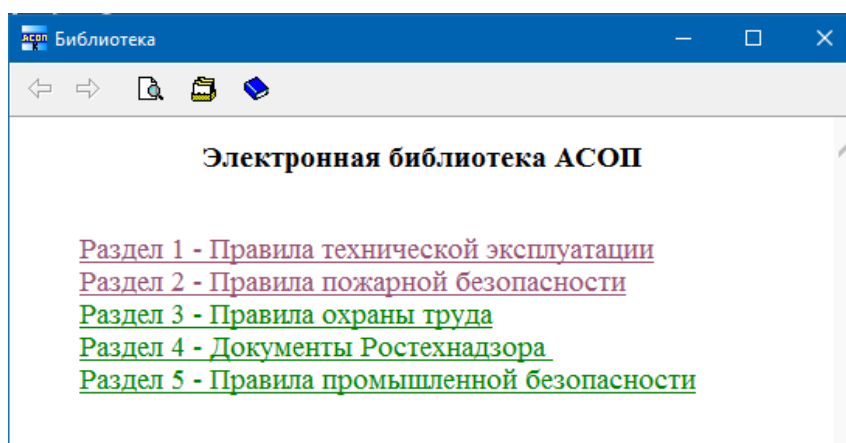 АСОП
Библиотека
Электронная библиотека АСОП
Раздел 1 - Правила технической эксплуатации
Раздел 2 - Правила пожарной безопасности
Раздел 3 - Правила охраны труда
Раздел 4 - Документы Ростехнадзора
Раздел 5 - Правила промышленной безопасности